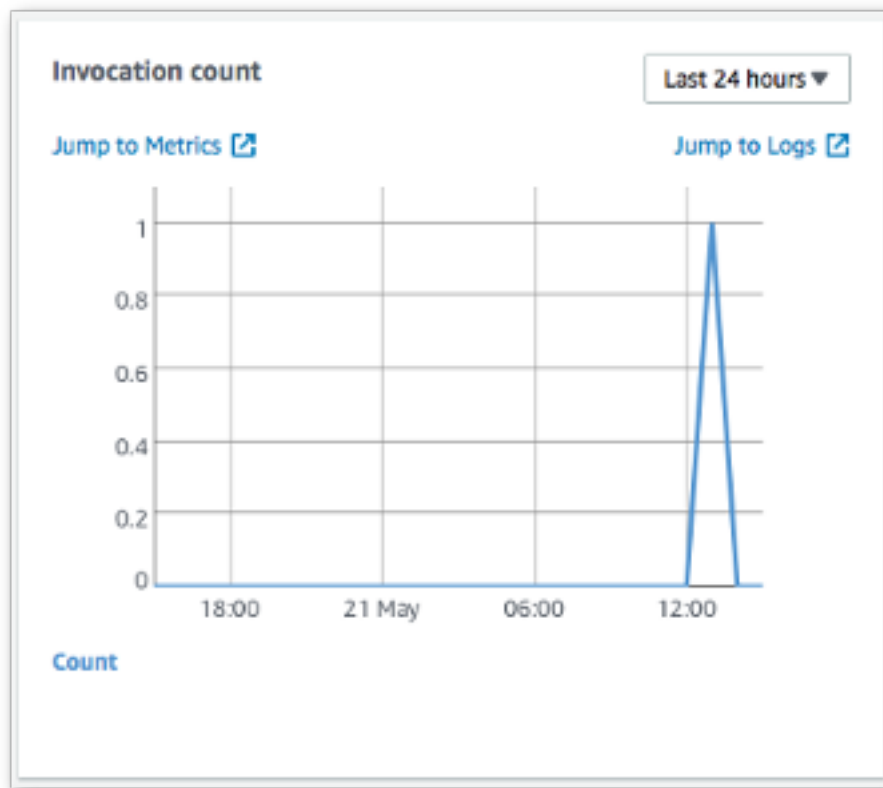 Invocation count
Last 24 hours
Jump to Metrics
Jump to Logs
1
0.8
0.6
0.4
0.2
0
18:00 21 May 06:00 12:00
Count